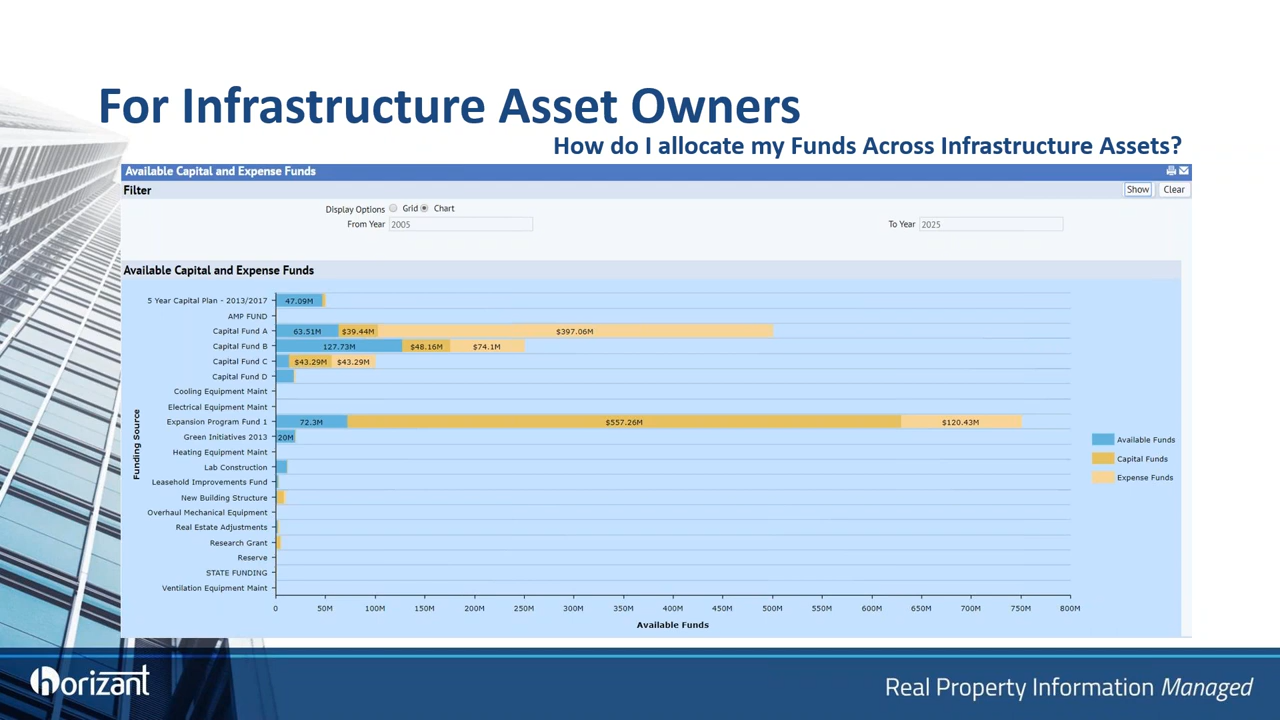 For Infrastructure Asset Owners
How do I allocate my Funds Across Infrastructure Assets?
Available Capital and Expense Funds
Filter
Show
Clear
Display Options Grid Chart
From Year 2005
To Year 2025
Available Capital and Expense Funds
Funding Source
5 Year Capital Plan - 2013/2017 47.09M
AMP FUND
Capital Fund A 63.51M $39.44M $397.06M
Capital Fund B 127.73M $48.16M $74.1M
Capital Fund C $43.29M $43.29M
Capital Fund D
Cooling Equipment Maint
Electrical Equipment Maint
Expansion Program Fund 1 72.3M $557.26M $120.43M
Green Initiatives 2013 20M
Heating Equipment Maint
Lab Construction
Leasehold Improvements Fund
New Building Structure
Overhaul Mechanical Equipment
Real Estate Adjustments
Research Grant
Reserve
STATE FUNDING
Ventilation Equipment Maint
0 50M 100M 150M 200M 250M 300M 350M 400M 450M 500M 550M 600M 650M 700M 750M 800M
Available Funds
Available Funds
Capital Funds
Expense Funds
horizant
Real Property Information Managed